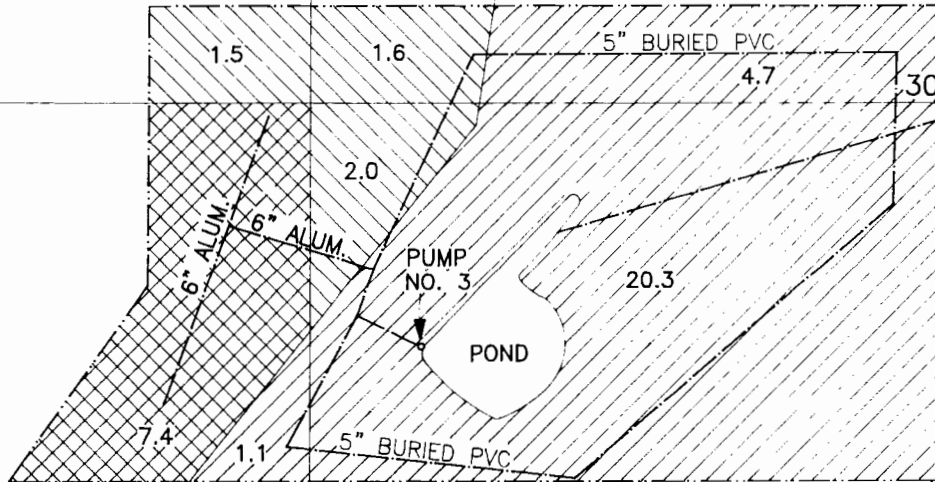 5" BURIED PVC
1.5
1.6
4.7
30
2.0
6" ALUM.
6" ALUM.
PUMP
NO. 3
20.3
POND
7.4
1.1
5" BURIED PVC